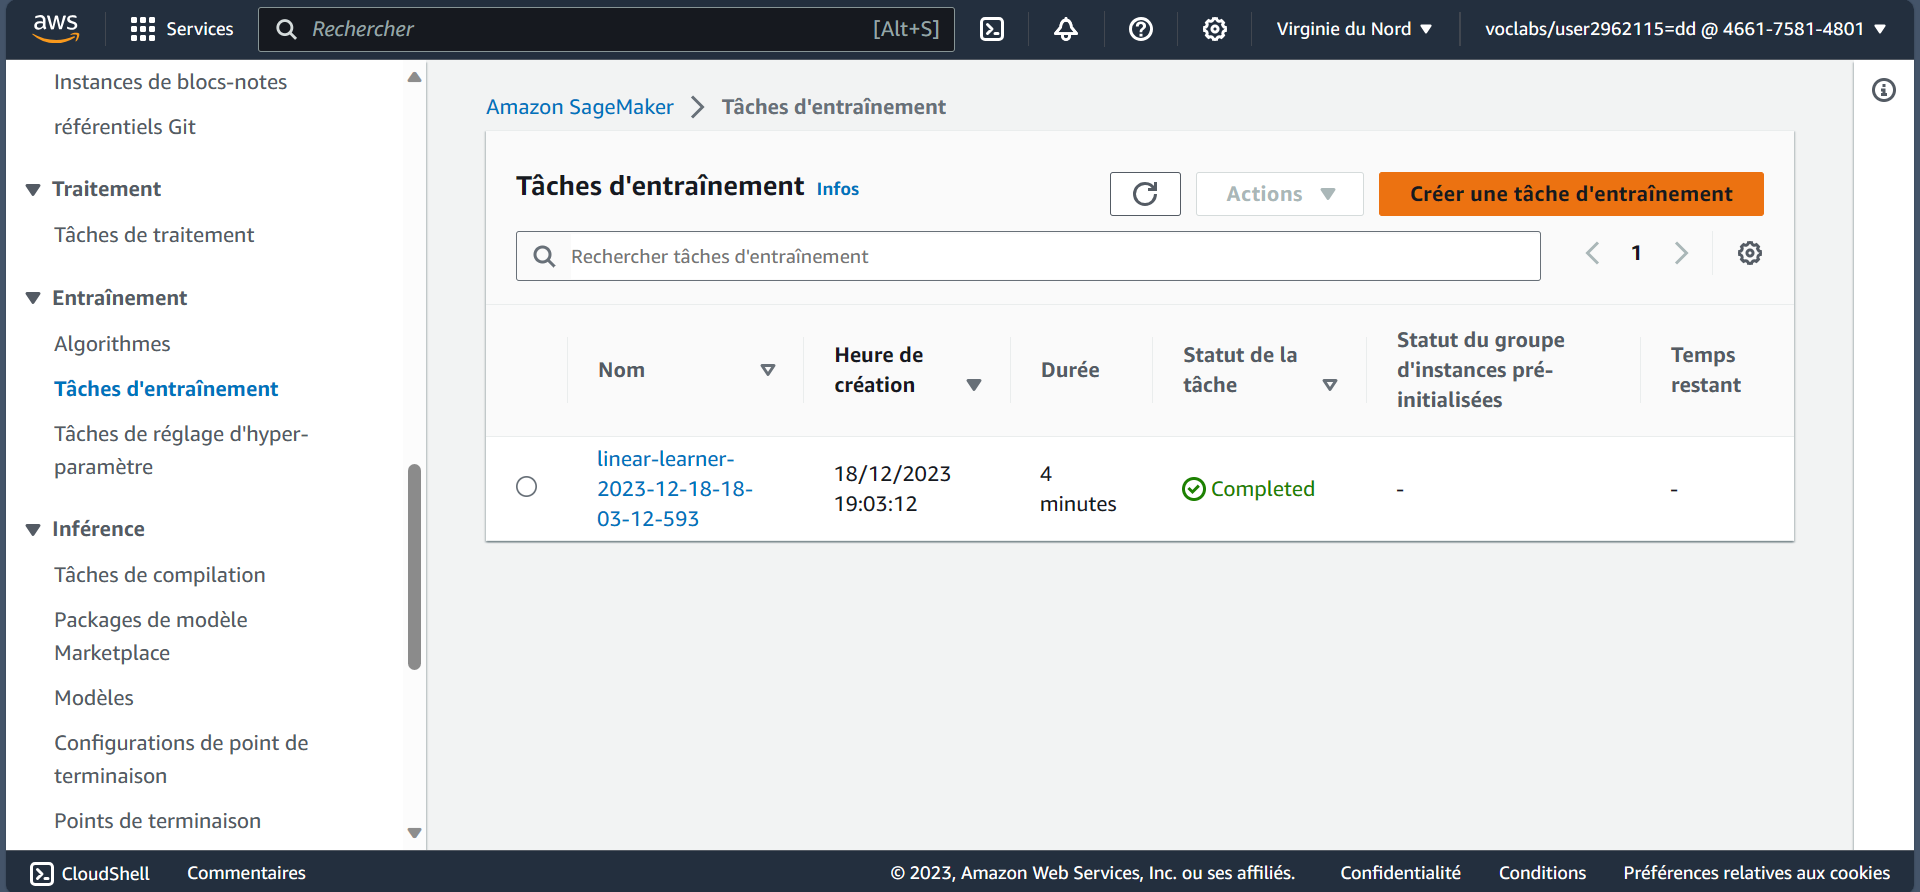 aws
Services
Rechercher
[Alt+S]
Virginie du Nord
voclabs/user2962115=dd @ 4661-7581-4801
Instances de blocs-notes
référentiels Git
Traitement
Tâches de traitement
Entraînement
Algorithmes
Tâches d'entraînement
Tâches de réglage d'hyper-
paramètre
Inférence
Tâches de compilation
Packages de modèle
Marketplace
Modèles
Configurations de point de
terminaison
Points de terminaison
Amazon SageMaker
Tâches d'entraînement
Tâches d'entraînement Infos
Actions
Créer une tâche d'entraînement
Rechercher tâches d'entraînement
1
Nom
Heure de
création
Durée
Statut de la
tâche
Statut du groupe
d'instances pré-
initialisées
Temps
restant
linear-learner-
2023-12-18-18-
03-12-593
18/12/2023
19:03:12
4
minutes
Completed
-
-
CloudShell
Commentaires
© 2023, Amazon Web Services, Inc. ou ses affiliés.
Confidentialité
Conditions
Préférences relatives aux cookies